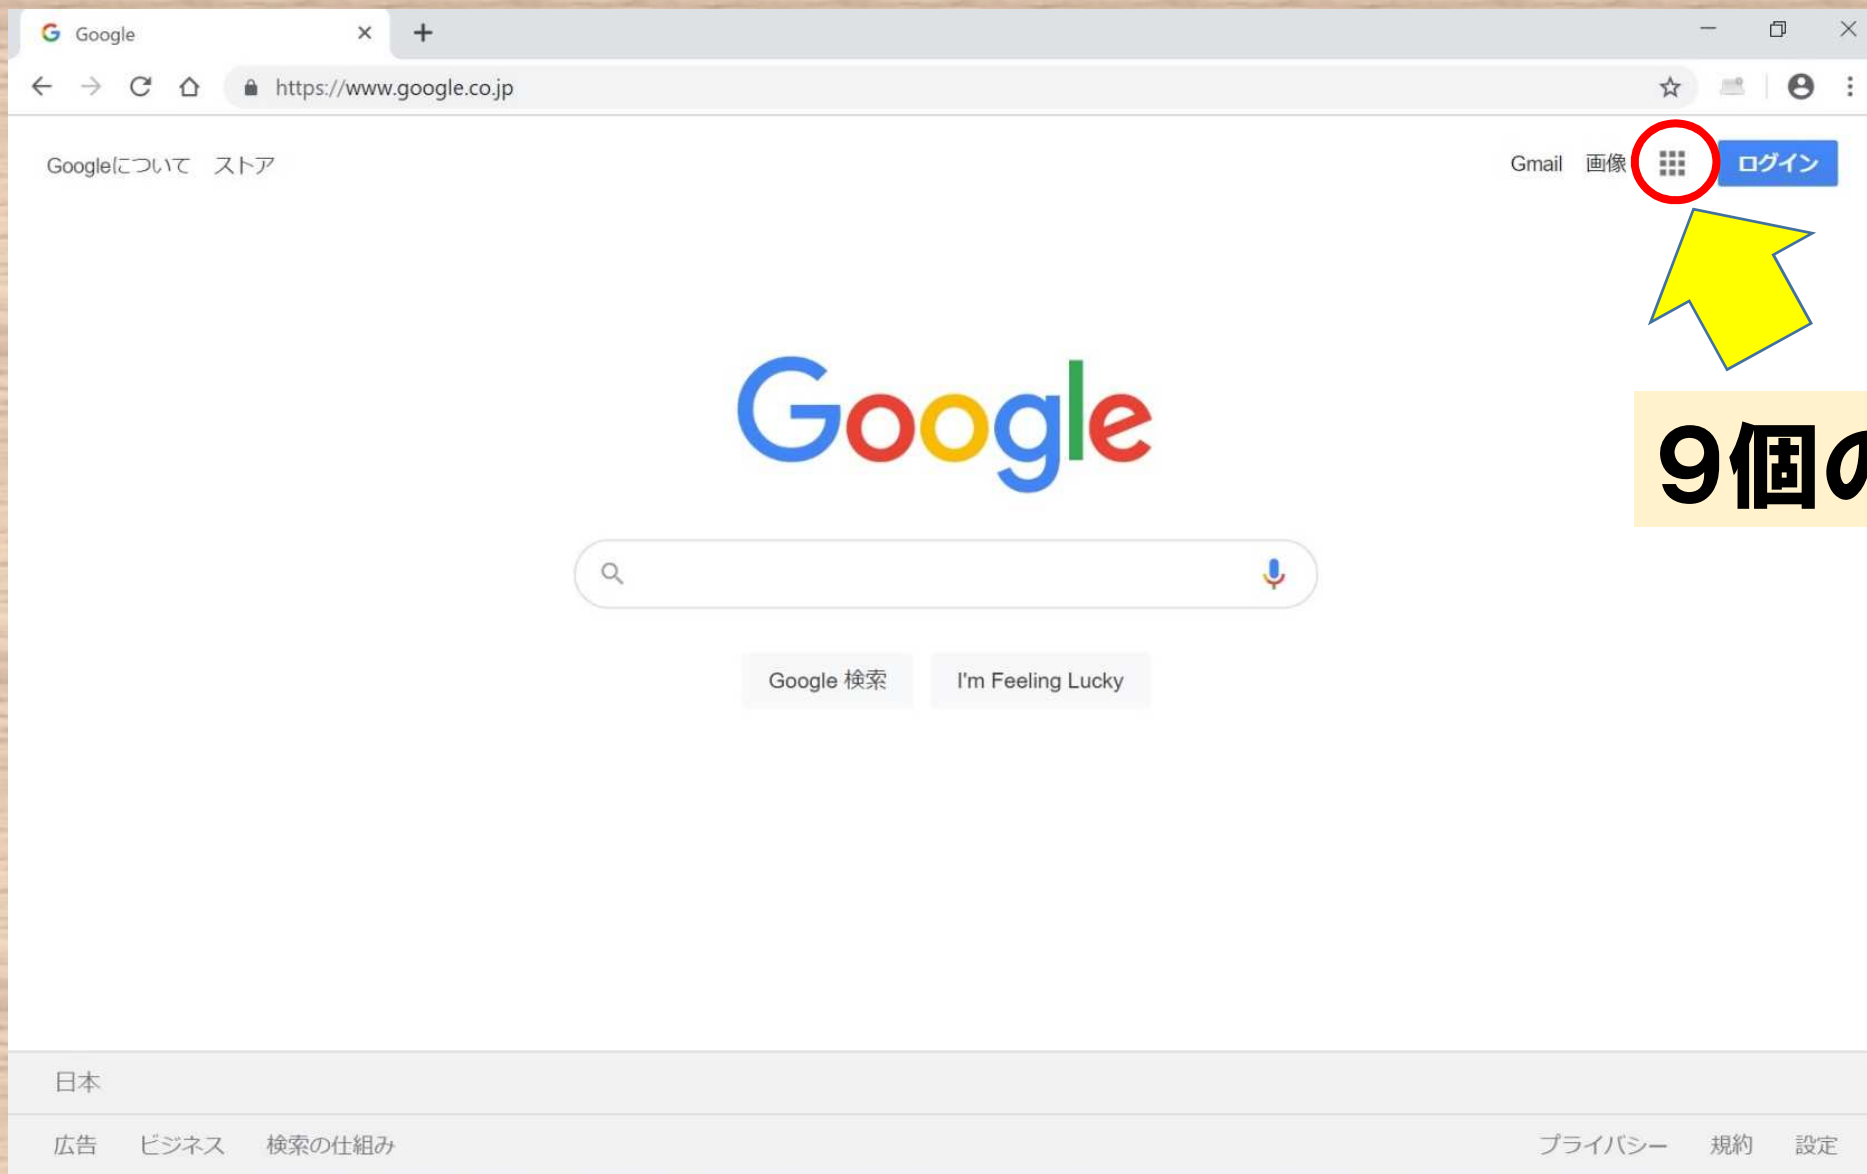 Google
https://www.google.co.jp
Googleについて ストア
Gmail 画像 ログイン
Google
9個の
Google 検索 I'm Feeling Lucky
日本
広告 ビジネス 検索の仕組み
プライバシー 規約 設定